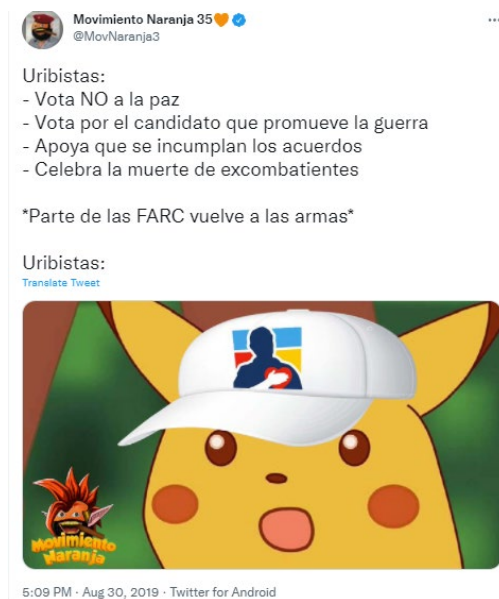 Movimiento Naranja 35🧡
@MovNaranja3
Uribistas:
- Vota NO a la paz
- Vota por el candidato que promueve la guerra
- Apoya que se incumplan los acuerdos
- Celebra la muerte de excombatientes
*Parte de las FARC vuelve a las armas*
Uribistas:
Translate Tweet
Movimiento
Naranja
5:09 PM · Aug 30, 2019 · Twitter for Android